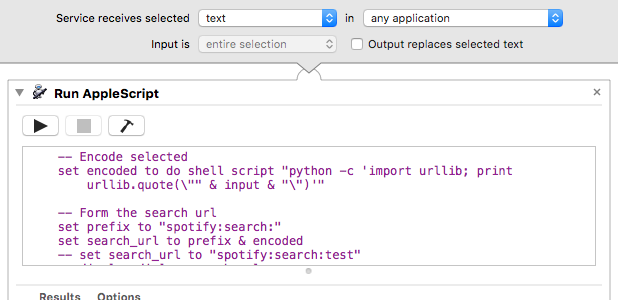 Service receives selected text in any application
Input is entire selection Output replaces selected text
Run AppleScript
-- Encode selected
set encoded to do shell script "python -c 'import urllib; print
urllib.quote(\"" & input & "\")'"
-- Form the search url
set prefix to "spotify:search:"
set search_url to prefix & encoded
-- set search_url to "spotify:search:test"
Results Options